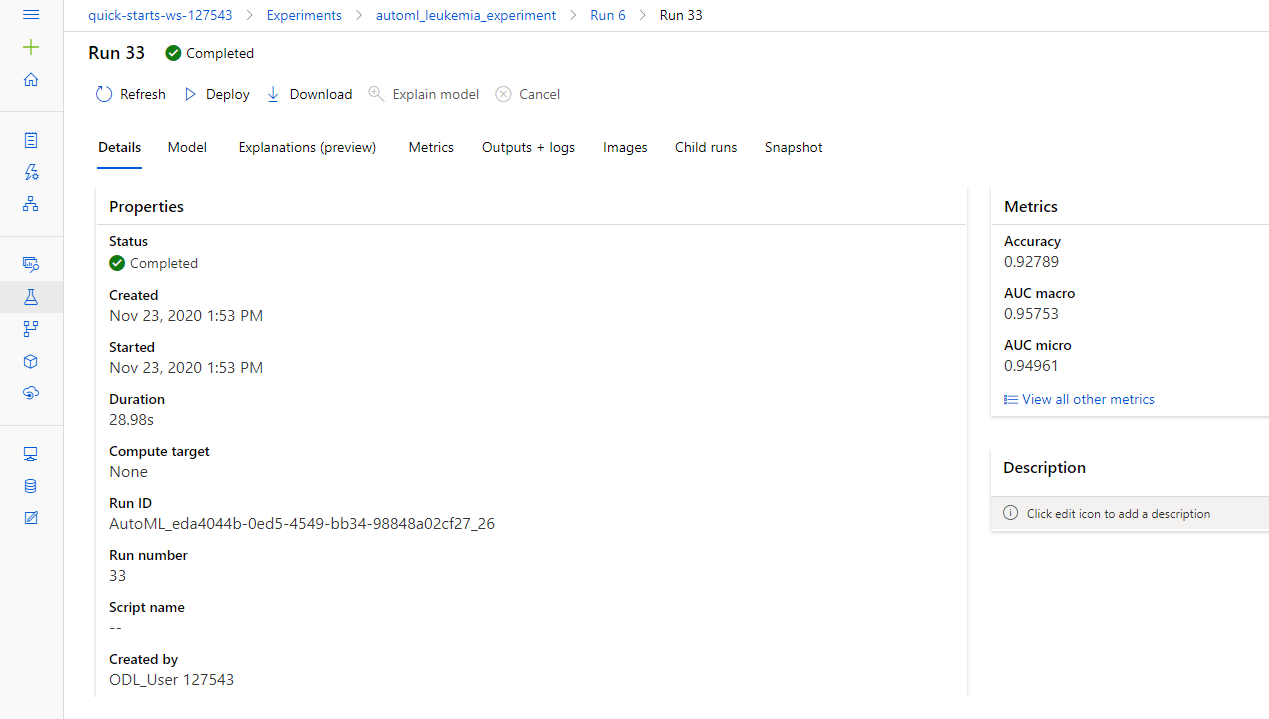 quick-starts-ws-127543 > Experiments > automl_leukemia_experiment > Run 6 > Run 33
Run 33 Completed
Refresh Deploy Download Explain model Cancel
Details Model Explanations (preview) Metrics Outputs + logs Images Child runs Snapshot
Properties
Status
Completed
Created
Nov 23, 2020 1:53 PM
Started
Nov 23, 2020 1:53 PM
Duration
28.98s
Compute target
None
Run ID
AutoML_eda4044b-0ed5-4549-bb34-98848a02cf27_26
Run number
33
Script name
--
Created by
ODL_User 127543
Metrics
Accuracy
0.92789
AUC macro
0.95753
AUC micro
0.94961
View all other metrics
Description
Click edit icon to add a description